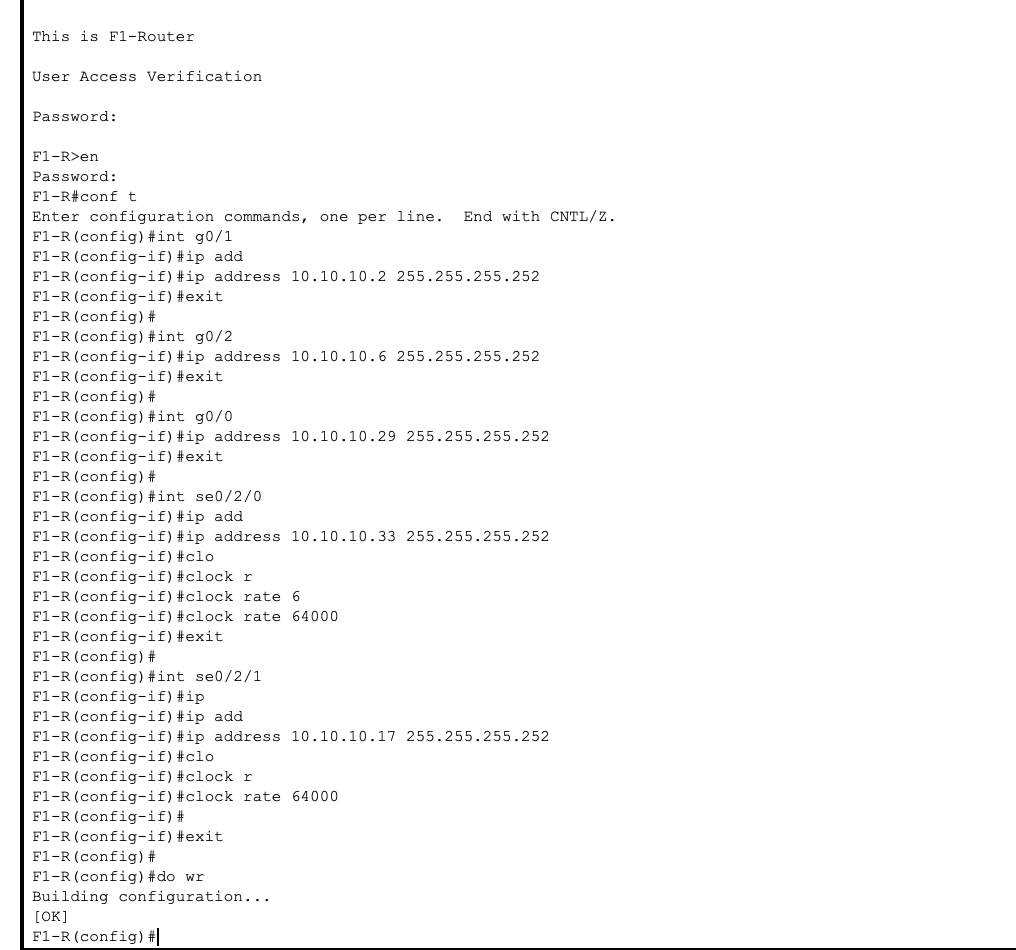 This is F1-Router
User Access Verification
Password:
F1-R>en
Password:
F1-R#conf t
Enter configuration commands, one per line.  End with CNTL/Z.
F1-R(config)#int g0/1
F1-R(config-if)#ip add
F1-R(config-if)#ip address 10.10.10.2 255.255.255.252
F1-R(config-if)#exit
F1-R(config)#
F1-R(config)#int g0/2
F1-R(config-if)#ip address 10.10.10.6 255.255.255.252
F1-R(config-if)#exit
F1-R(config)#
F1-R(config)#int g0/0
F1-R(config-if)#ip address 10.10.10.29 255.255.255.252
F1-R(config-if)#exit
F1-R(config)#
F1-R(config)#int se0/2/0
F1-R(config-if)#ip add
F1-R(config-if)#ip address 10.10.10.33 255.255.255.252
F1-R(config-if)#clo
F1-R(config-if)#clock r
F1-R(config-if)#clock rate 6
F1-R(config-if)#clock rate 64000
F1-R(config-if)#exit
F1-R(config)#
F1-R(config)#int se0/2/1
F1-R(config-if)#ip
F1-R(config-if)#ip add
F1-R(config-if)#ip address 10.10.10.17 255.255.255.252
F1-R(config-if)#clo
F1-R(config-if)#clock r
F1-R(config-if)#clock rate 64000
F1-R(config-if)#
F1-R(config-if)#exit
F1-R(config)#
F1-R(config)#do wr
Building configuration...
[OK]
F1-R(config)#